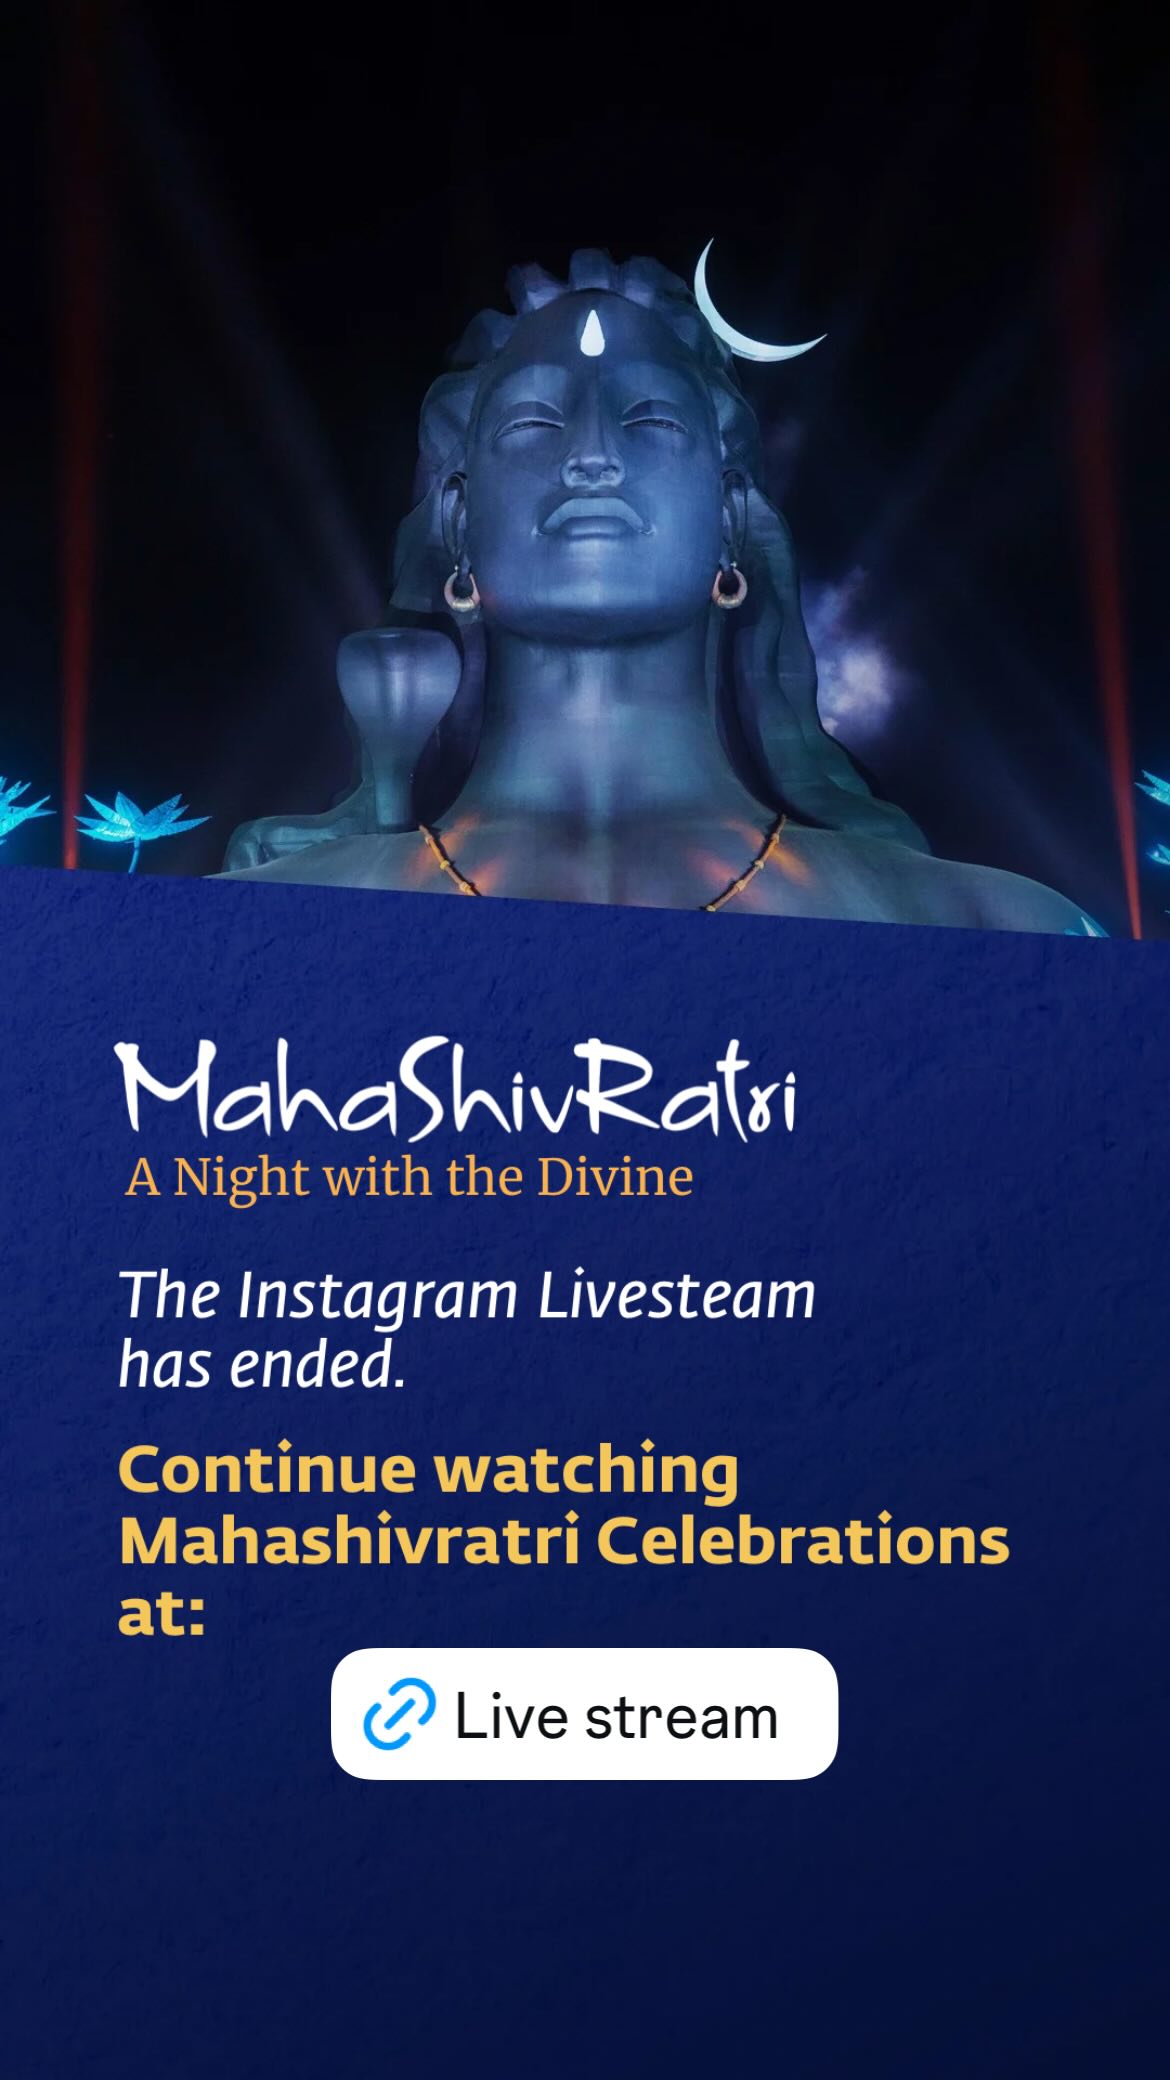 MahaShivRatri
A Night with the Divine
The Instagram Livesteam
has ended.
Continue watching
Mahashivratri Celebrations
at:
Live stream